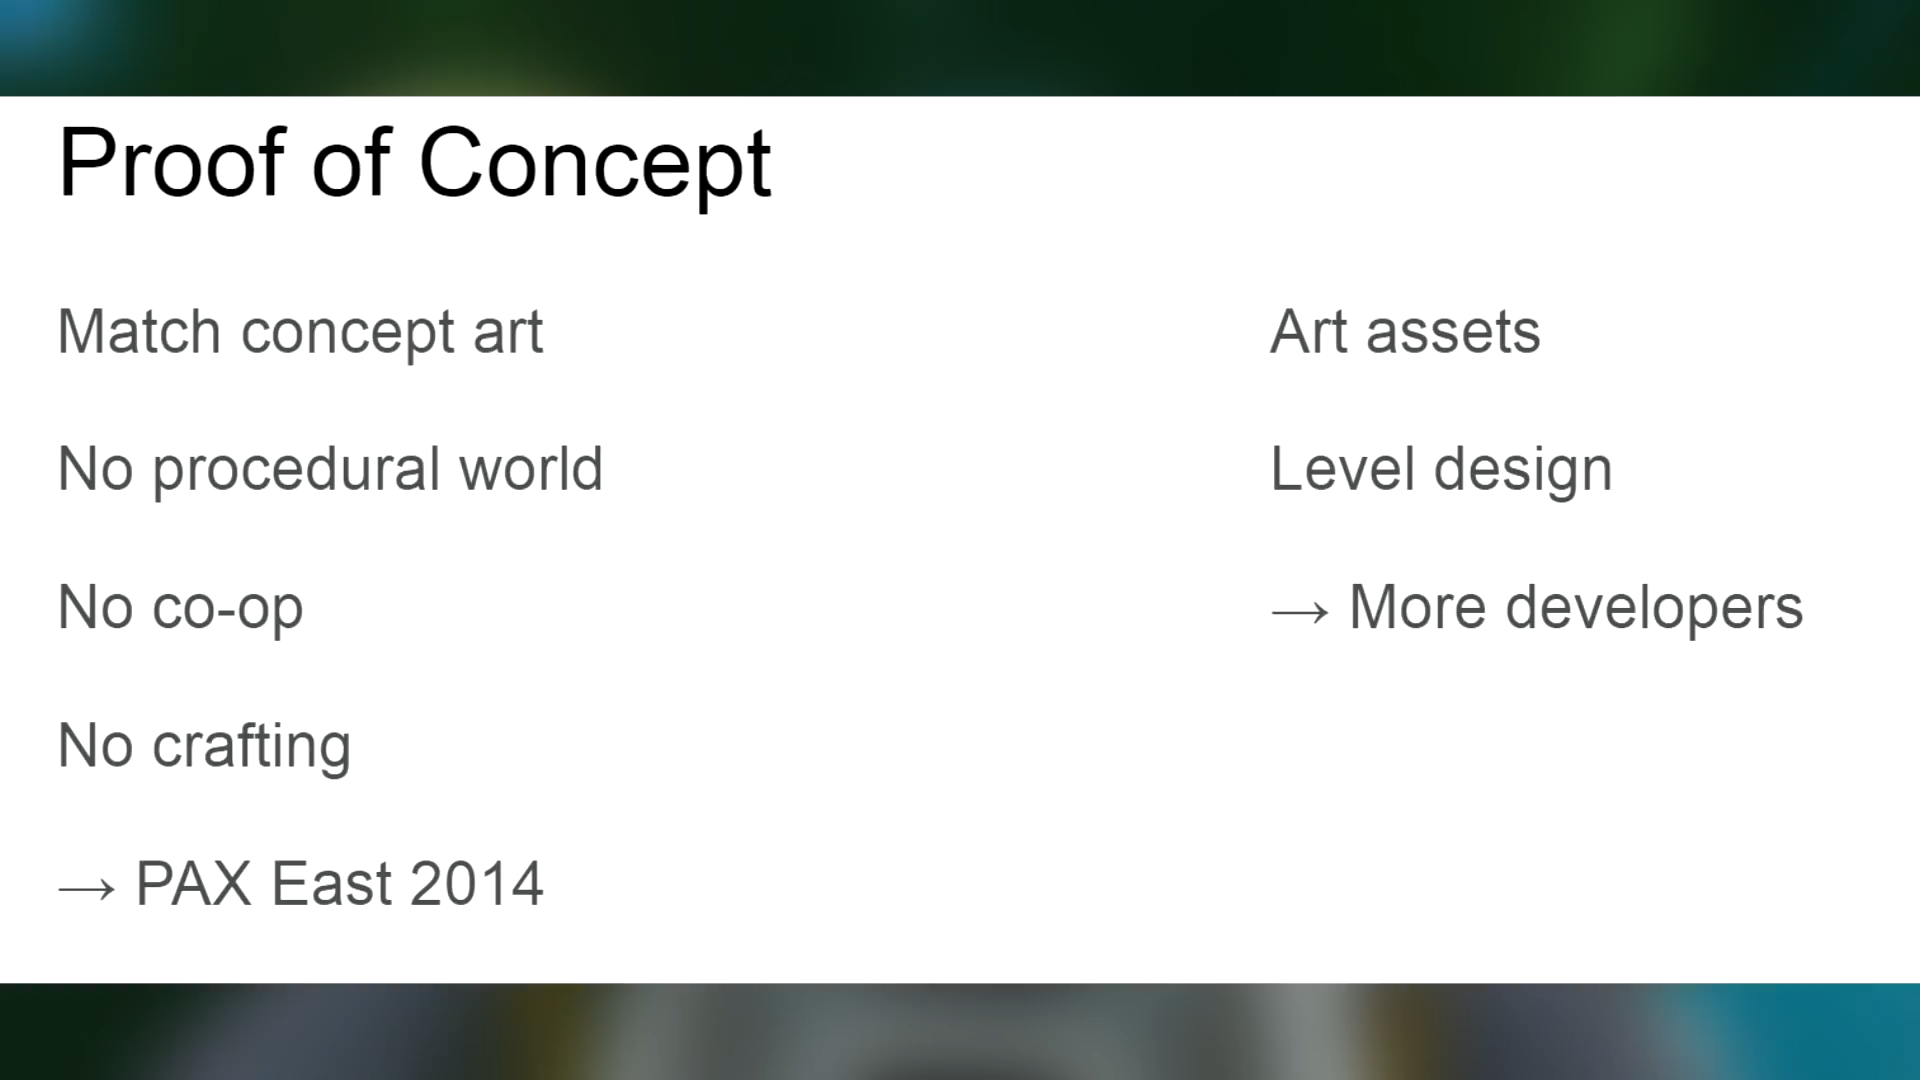 Proof of Concept
Match concept art
No procedural world
No co-op
No crafting
→ PAX East 2014
Art assets
Level design
→ More developers